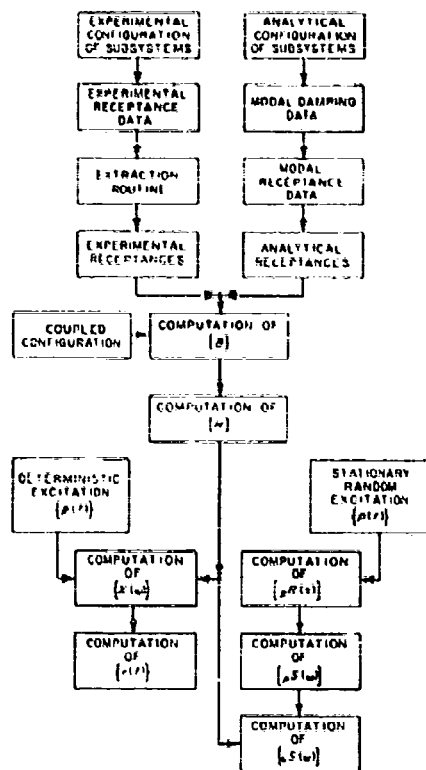 EXPERIMENTAL
CONFIGURATION
OF SUBSYSTEMS
ANALYTICAL
CONFIGURATION
OF SUBSYSTEMS
EXPERIMENTAL
RECEPTANCE
DATA
MODAL DAMPING
DATA
EXTRACTION
ROUTINE
MODAL
RECEPTANCE
DATA
EXPERIMENTAL
RECEPTANCES
ANALYTICAL
RECEPTANCES
COUPLED
CONFIGURATION
COMPUTATION OF
[B]
COMPUTATION OF
[H]
DETERMINISTIC
EXCITATION
{p(t)}
STATIONARY
RANDOM
EXCITATION
{p(t)}
COMPUTATION
OF
{X(ω)}
COMPUTATION
OF
[pR(τ)]
COMPUTATION
OF
COMPUTATION
OF
[pS(ω)]
COMPUTATION
OF